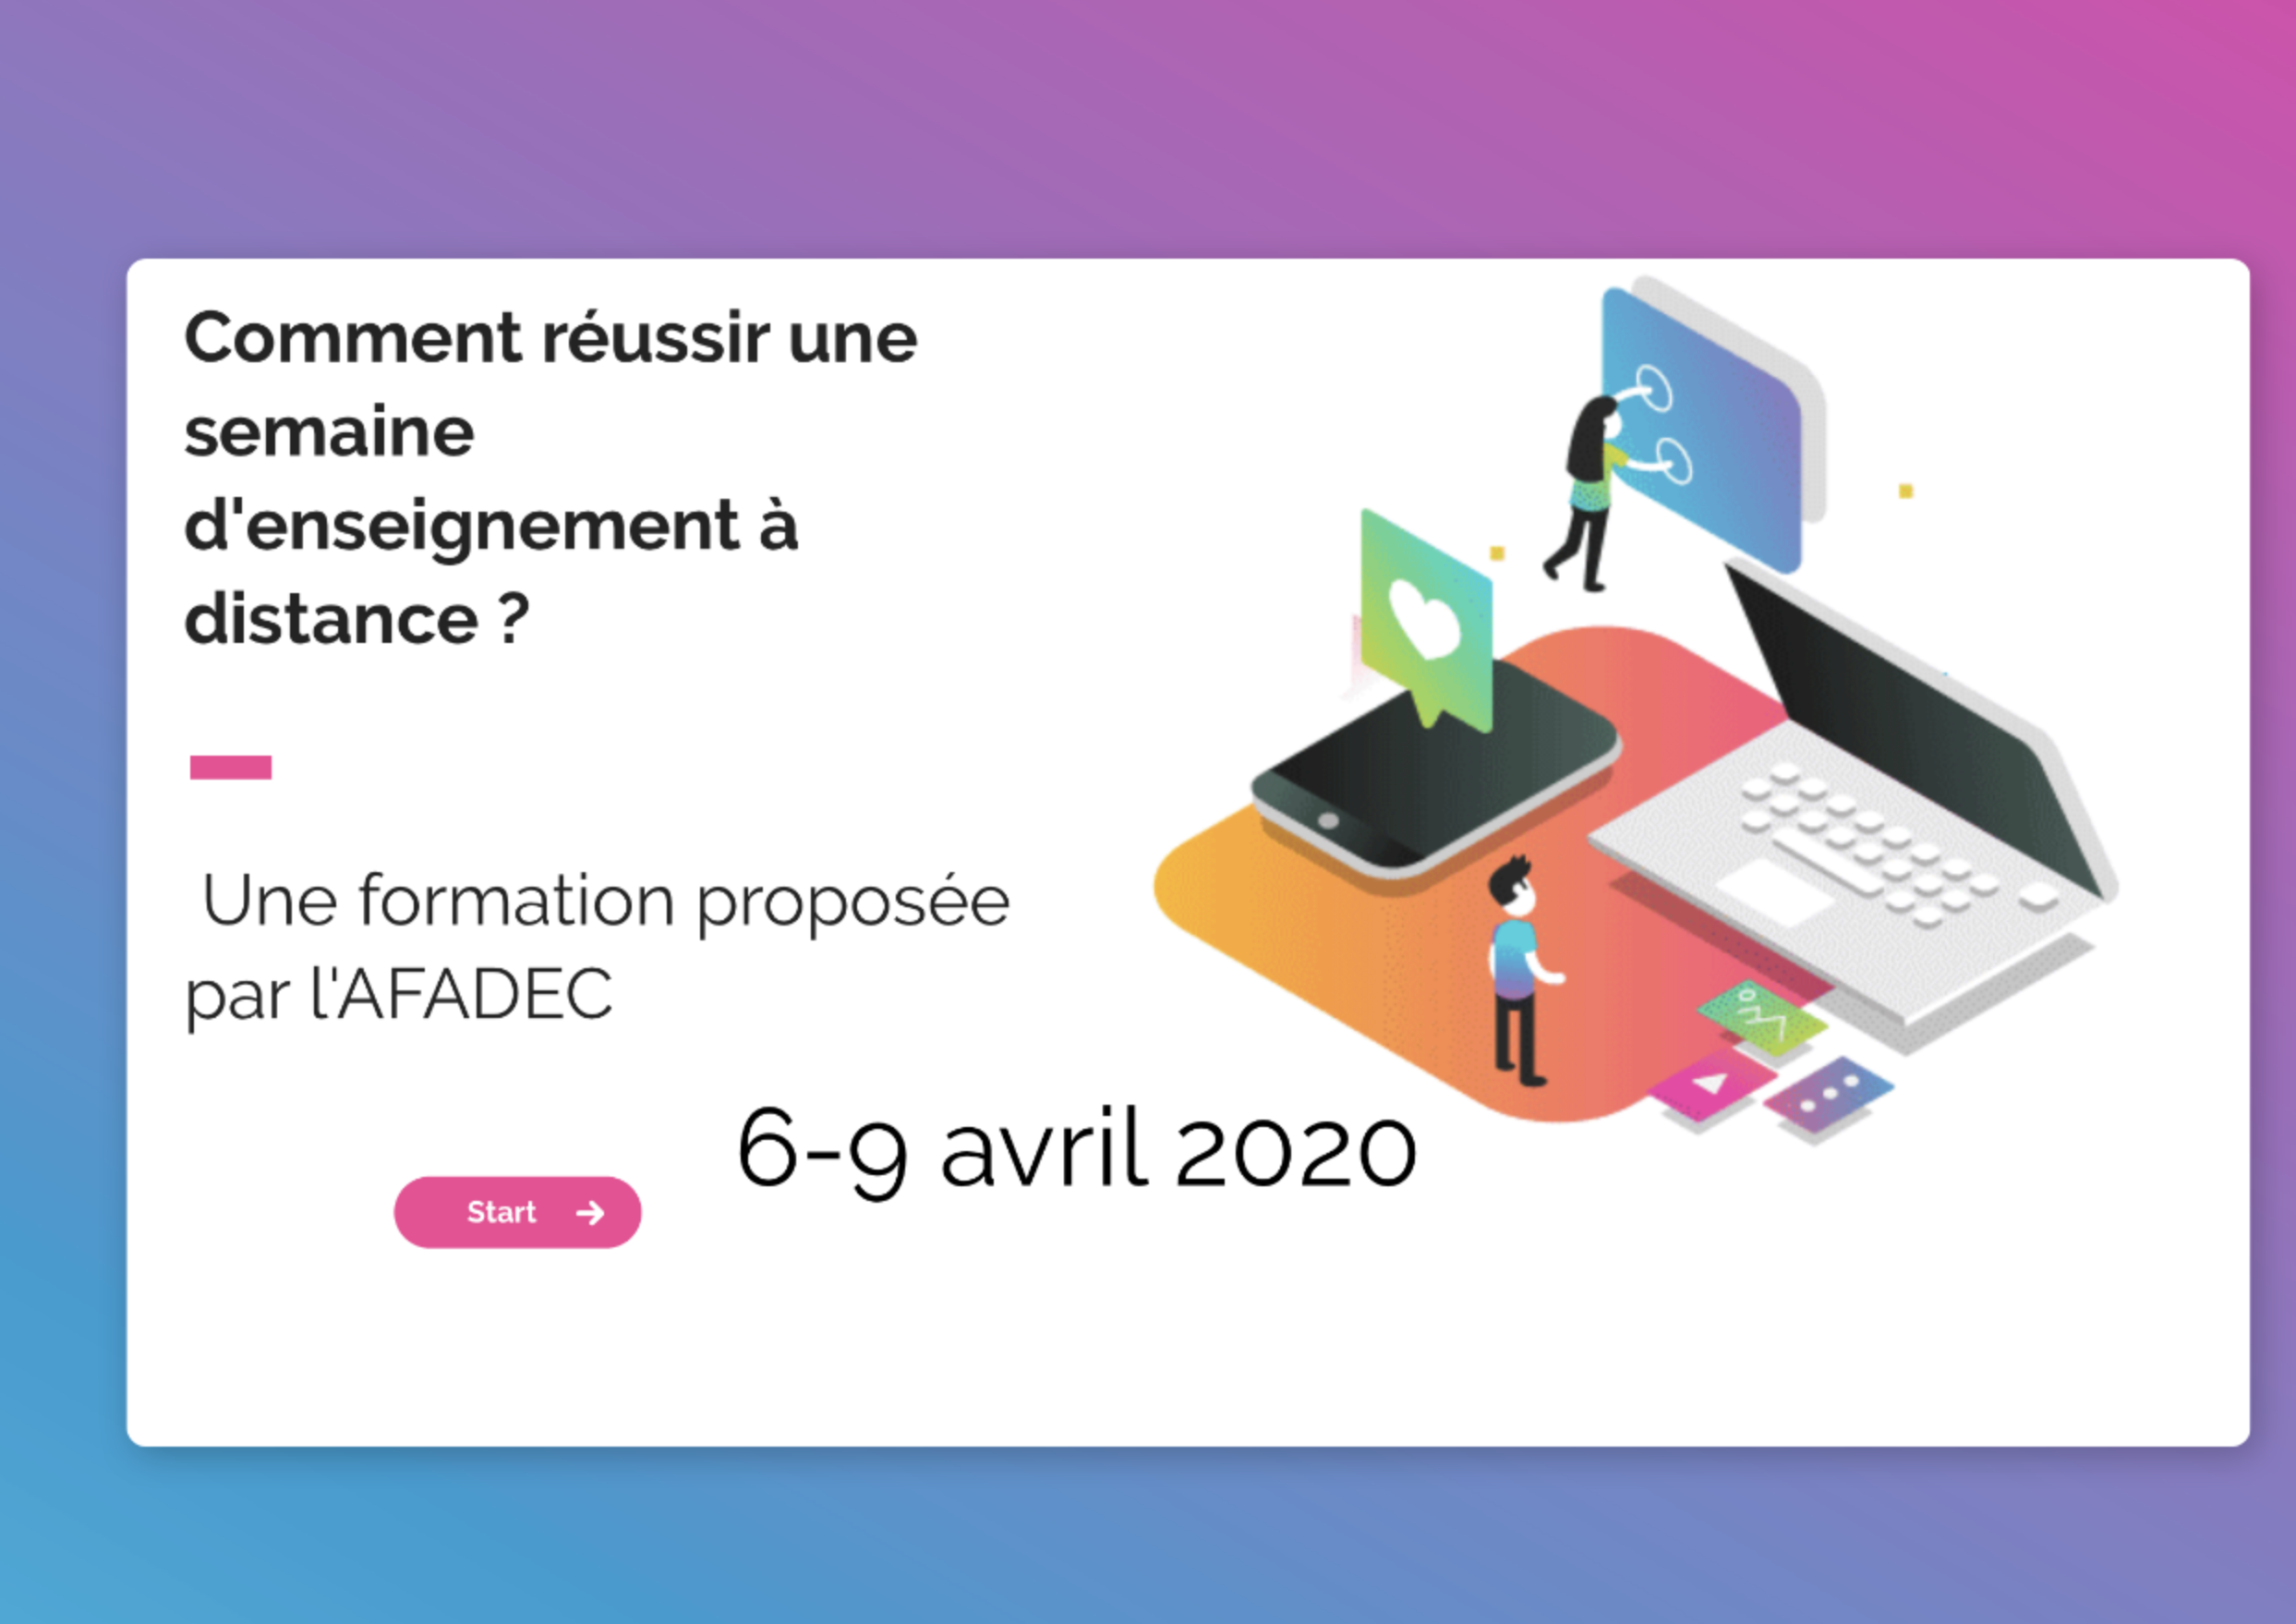 Comment réussir une
semaine
d'enseignement à
distance ?
Une formation proposée
par l'AFADEC
6-9 avril 2020
Start